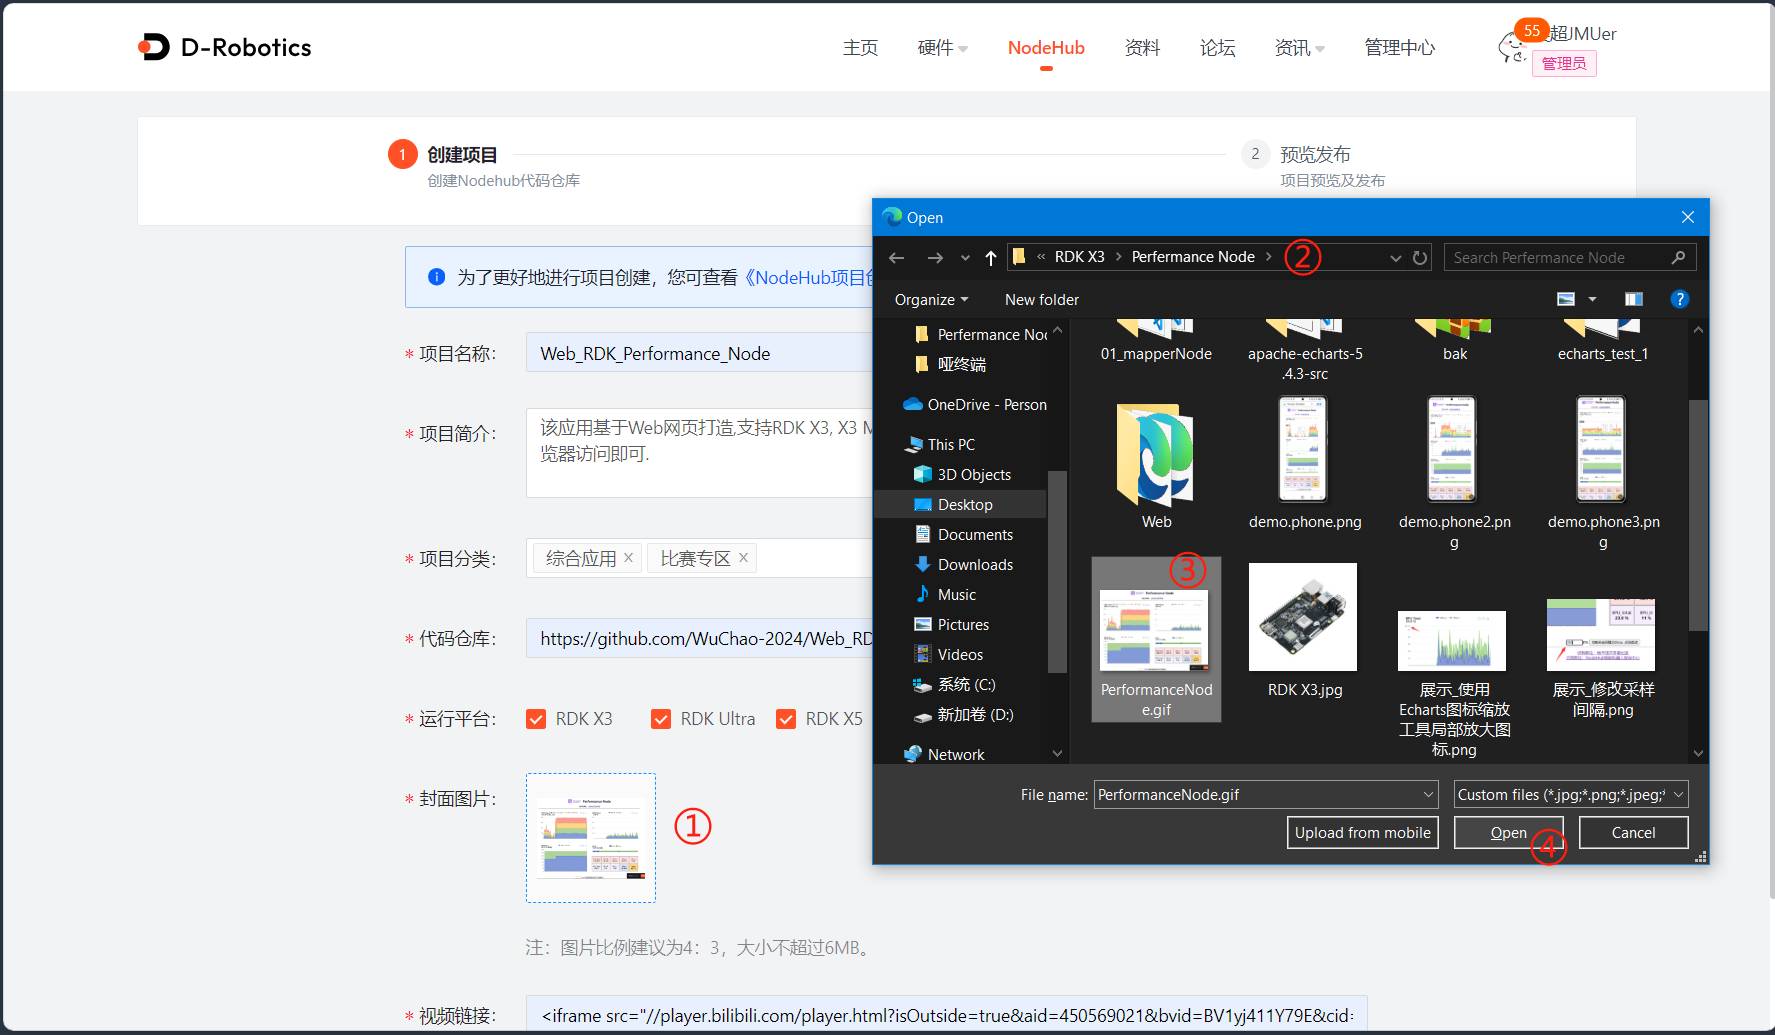 D-Robotics
主页
硬件
NodeHub
资料
论坛
资讯
管理中心
55
超JMUer
管理员
1
创建项目
创建Nodehub代码仓库
2
预览发布
项目预览及发布
为了更好地进行项目创建，您可查看《NodeHub项目
* 项目名称：
Web_RDK_Performance_Node
* 项目简介：
该应用基于Web网页打造,支持RDK X3, X3 M
览器访问即可.
* 项目分类：
综合应用 ×
比赛专区 ×
* 代码仓库：
https://github.com/WuChao-2024/Web_RD
* 运行平台：
RDK X3
RDK Ultra
RDK X5
* 封面图片：
Performance Node
①
注：图片比例建议为4：3，大小不超过6MB。
* 视频链接：
<iframe src="//player.bilibili.com/player.html?isOutside=true&aid=450569021&bvid=BV1yj411Y79E&cid=
Open
« RDK X3 > Perfermance Node >
②
Search Perfermance Node
Organize
New folder
Perfermance Noc
哑终端
OneDrive - Person
This PC
3D Objects
Desktop
Documents
Downloads
Music
Pictures
Videos
系统 (C:)
新加卷 (D:)
Network
01_mapperNode
apache-echarts-5
.4.3-src
bak
echarts_test_1
Web
demo.phone.png
demo.phone2.pn
g
demo.phone3.pn
g
③
Performance Node
PerformanceNod
e.gif
RDK X3.jpg
展示_使用
Echarts图标缩放
工具局部放大图
标.png
展示_修改采样
间隔.png
File name:
PerformanceNode.gif
Custom files (*.jpg;*.png;*.jpeg;*
Upload from mobile
Open
④
Cancel